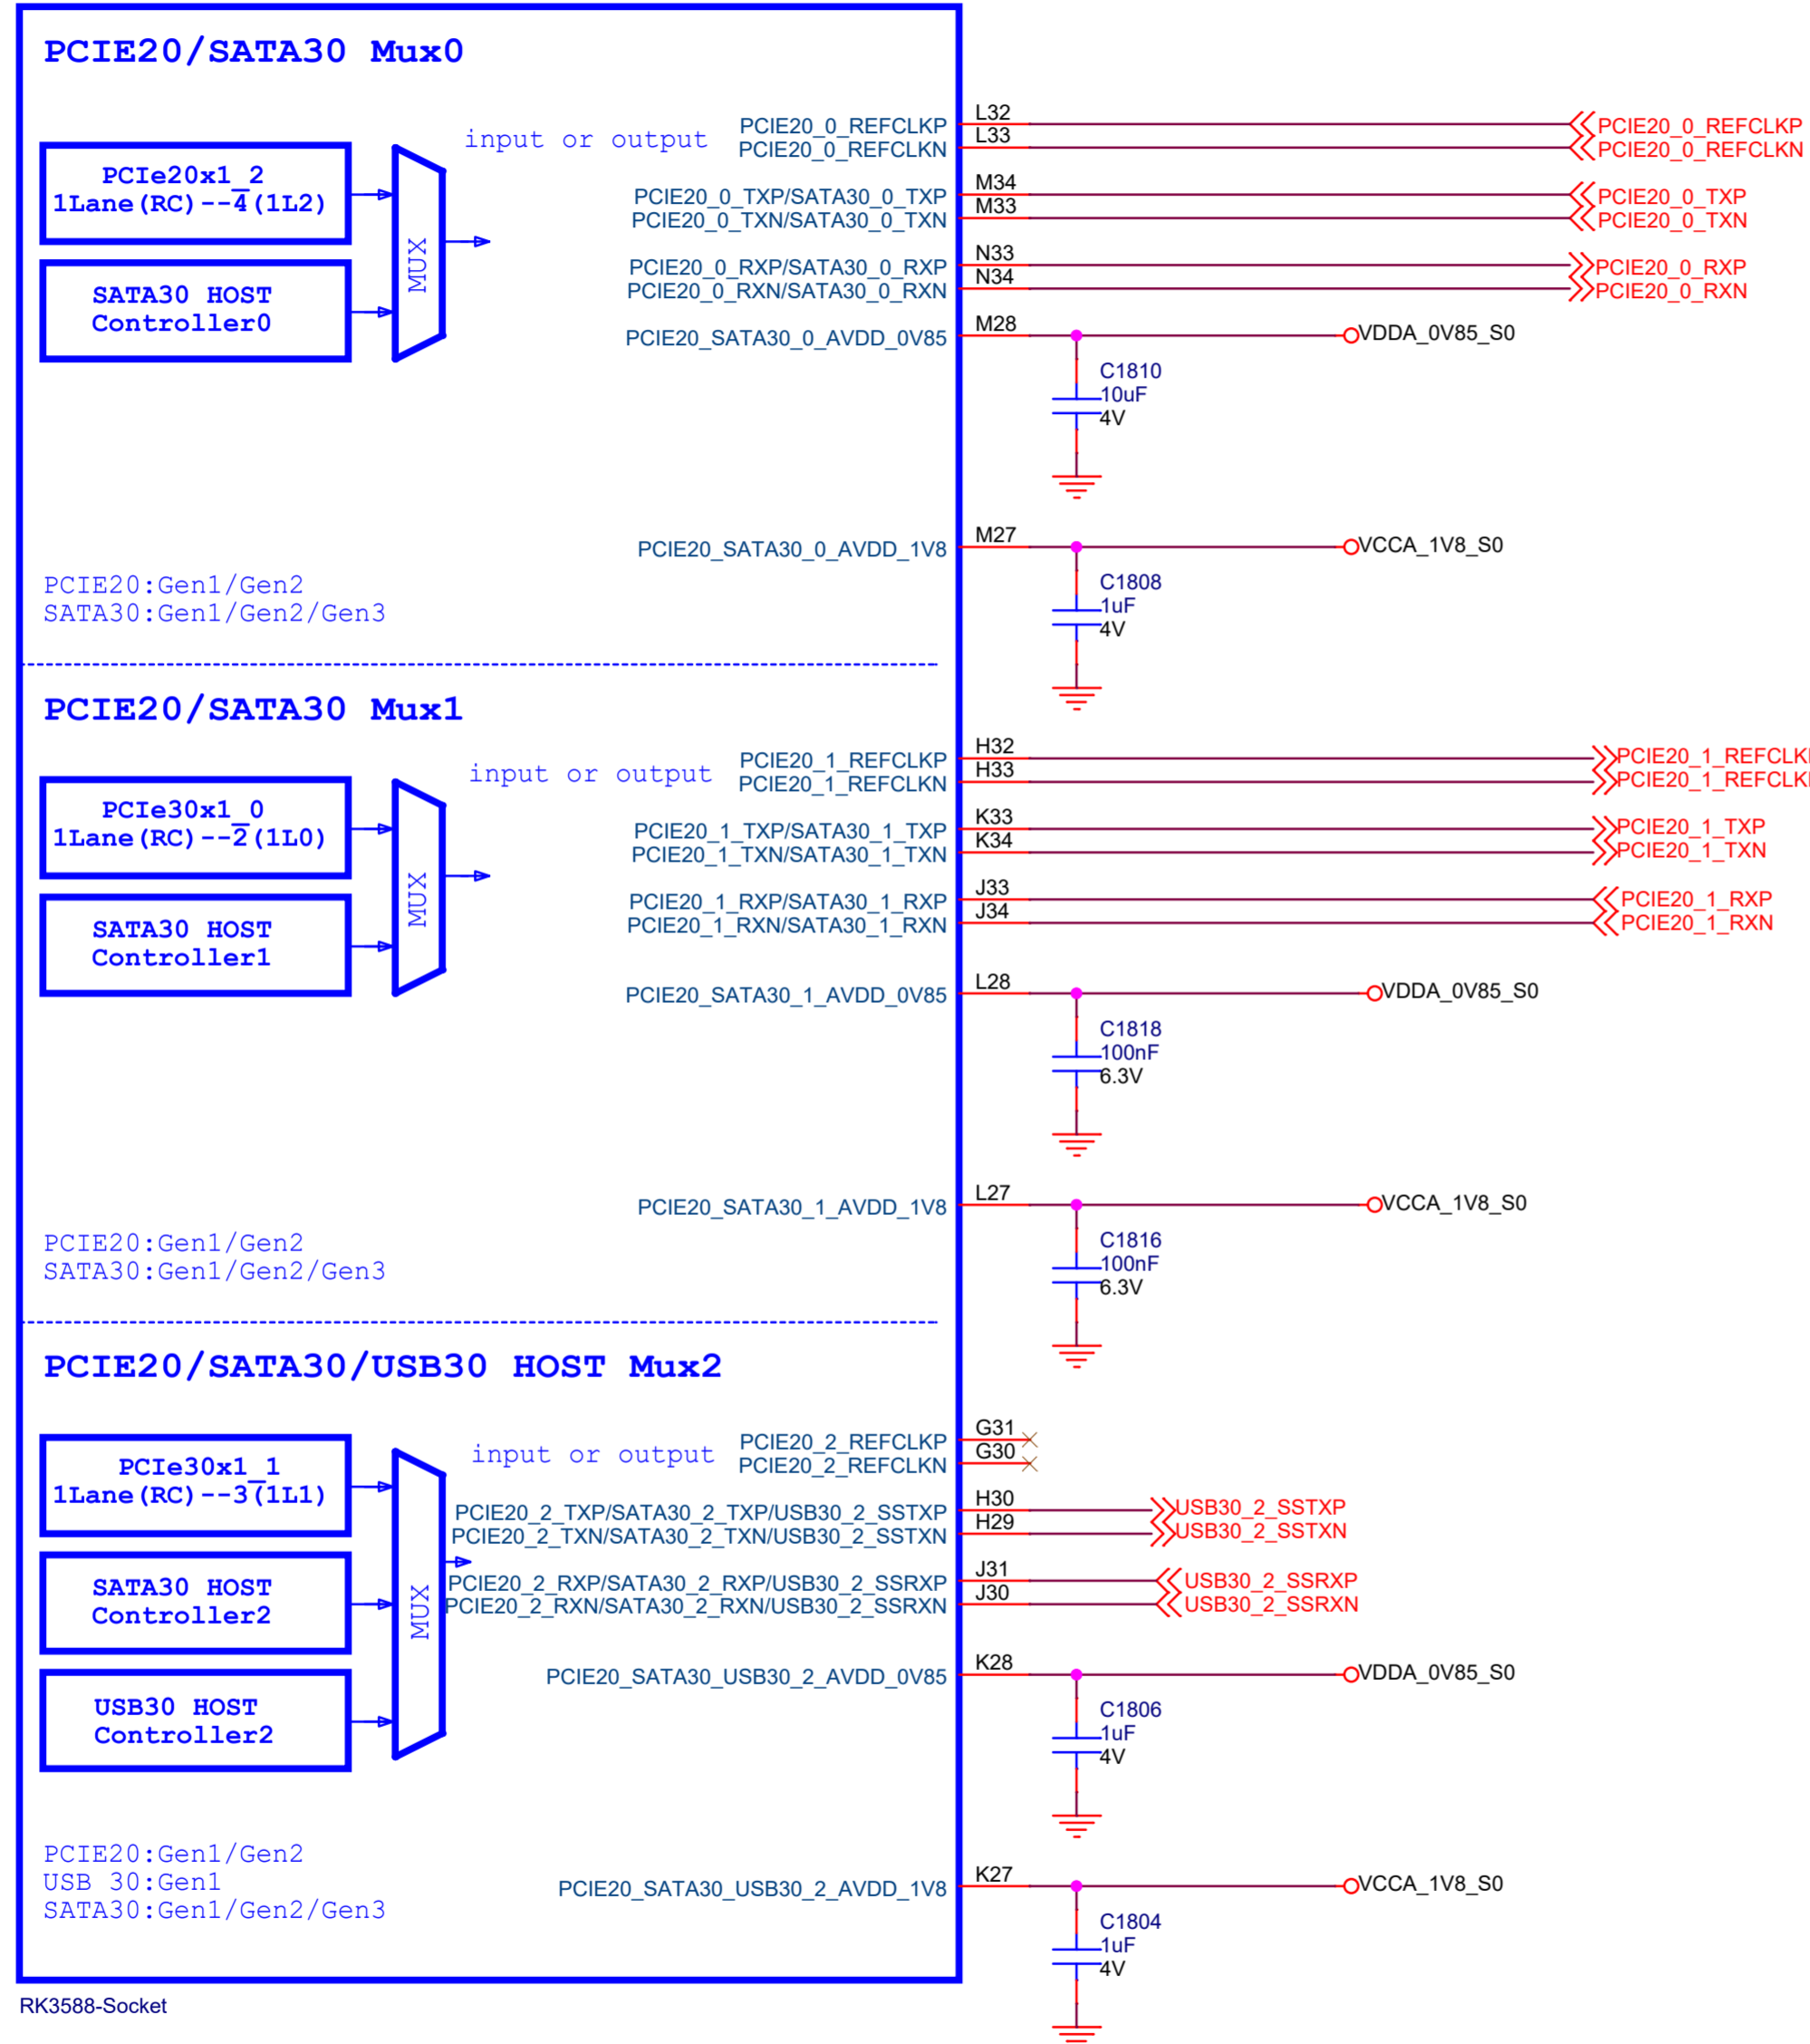 PCIE20/SATA30 Mux0
L32
input or output
PCIE20_0_REFCLKP
PCIE20_0_REFCLKP
L33
PCIE20_0_REFCLKN
PCIE20_0_REFCLKN
PCIe20x1_2
1Lane(RC)--4(1L2)
M34
PCIE20_0_TXP/SATA30_0_TXP
PCIE20_0_TXP
M33
PCIE20_0_TXN/SATA30_0_TXN
PCIE20_0_TXN
MUX
N33
PCIE20_0_RXP/SATA30_0_RXP
PCIE20_0_RXP
N34
PCIE20_0_RXN/SATA30_0_RXN
PCIE20_0_RXN
SATA30 HOST
Controller0
M28
PCIE20_SATA30_0_AVDD_0V85
VDDA_0V85_S0
C1810
10uF
4V
M27
PCIE20_SATA30_0_AVDD_1V8
VCCA_1V8_S0
C1808
1uF
4V
PCIE20:Gen1/Gen2
SATA30:Gen1/Gen2/Gen3
PCIE20/SATA30 Mux1
H32
input or output
PCIE20_1_REFCLKP
PCIE20_1_REFCLK
H33
PCIE20_1_REFCLKN
PCIE20_1_REFCLK
PCIe30x1_0
1Lane(RC)--2(1L0)
K33
PCIE20_1_TXP/SATA30_1_TXP
PCIE20_1_TXP
K34
PCIE20_1_TXN/SATA30_1_TXN
PCIE20_1_TXN
MUX
J33
PCIE20_1_RXP/SATA30_1_RXP
PCIE20_1_RXP
J34
PCIE20_1_RXN/SATA30_1_RXN
PCIE20_1_RXN
SATA30 HOST
Controller1
L28
PCIE20_SATA30_1_AVDD_0V85
VDDA_0V85_S0
C1818
100nF
6.3V
L27
PCIE20_SATA30_1_AVDD_1V8
VCCA_1V8_S0
C1816
100nF
6.3V
PCIE20:Gen1/Gen2
SATA30:Gen1/Gen2/Gen3
PCIE20/SATA30/USB30 HOST Mux2
G31
input or output
PCIE20_2_REFCLKP
G30
PCIE20_2_REFCLKN
PCIe30x1_1
1Lane(RC)--3(1L1)
H30
PCIE20_2_TXP/SATA30_2_TXP/USB30_2_SSTXP
USB30_2_SSTXP
H29
PCIE20_2_TXN/SATA30_2_TXN/USB30_2_SSTXN
USB30_2_SSTXN
J31
PCIE20_2_RXP/SATA30_2_RXP/USB30_2_SSRXP
USB30_2_SSRXP
J30
PCIE20_2_RXN/SATA30_2_RXN/USB30_2_SSRXN
USB30_2_SSRXN
SATA30 HOST
Controller2
MUX
K28
PCIE20_SATA30_USB30_2_AVDD_0V85
VDDA_0V85_S0
USB30 HOST
Controller2
C1806
1uF
4V
PCIE20:Gen1/Gen2
USB 30:Gen1
SATA30:Gen1/Gen2/Gen3
K27
PCIE20_SATA30_USB30_2_AVDD_1V8
VCCA_1V8_S0
C1804
1uF
4V
RK3588-Socket